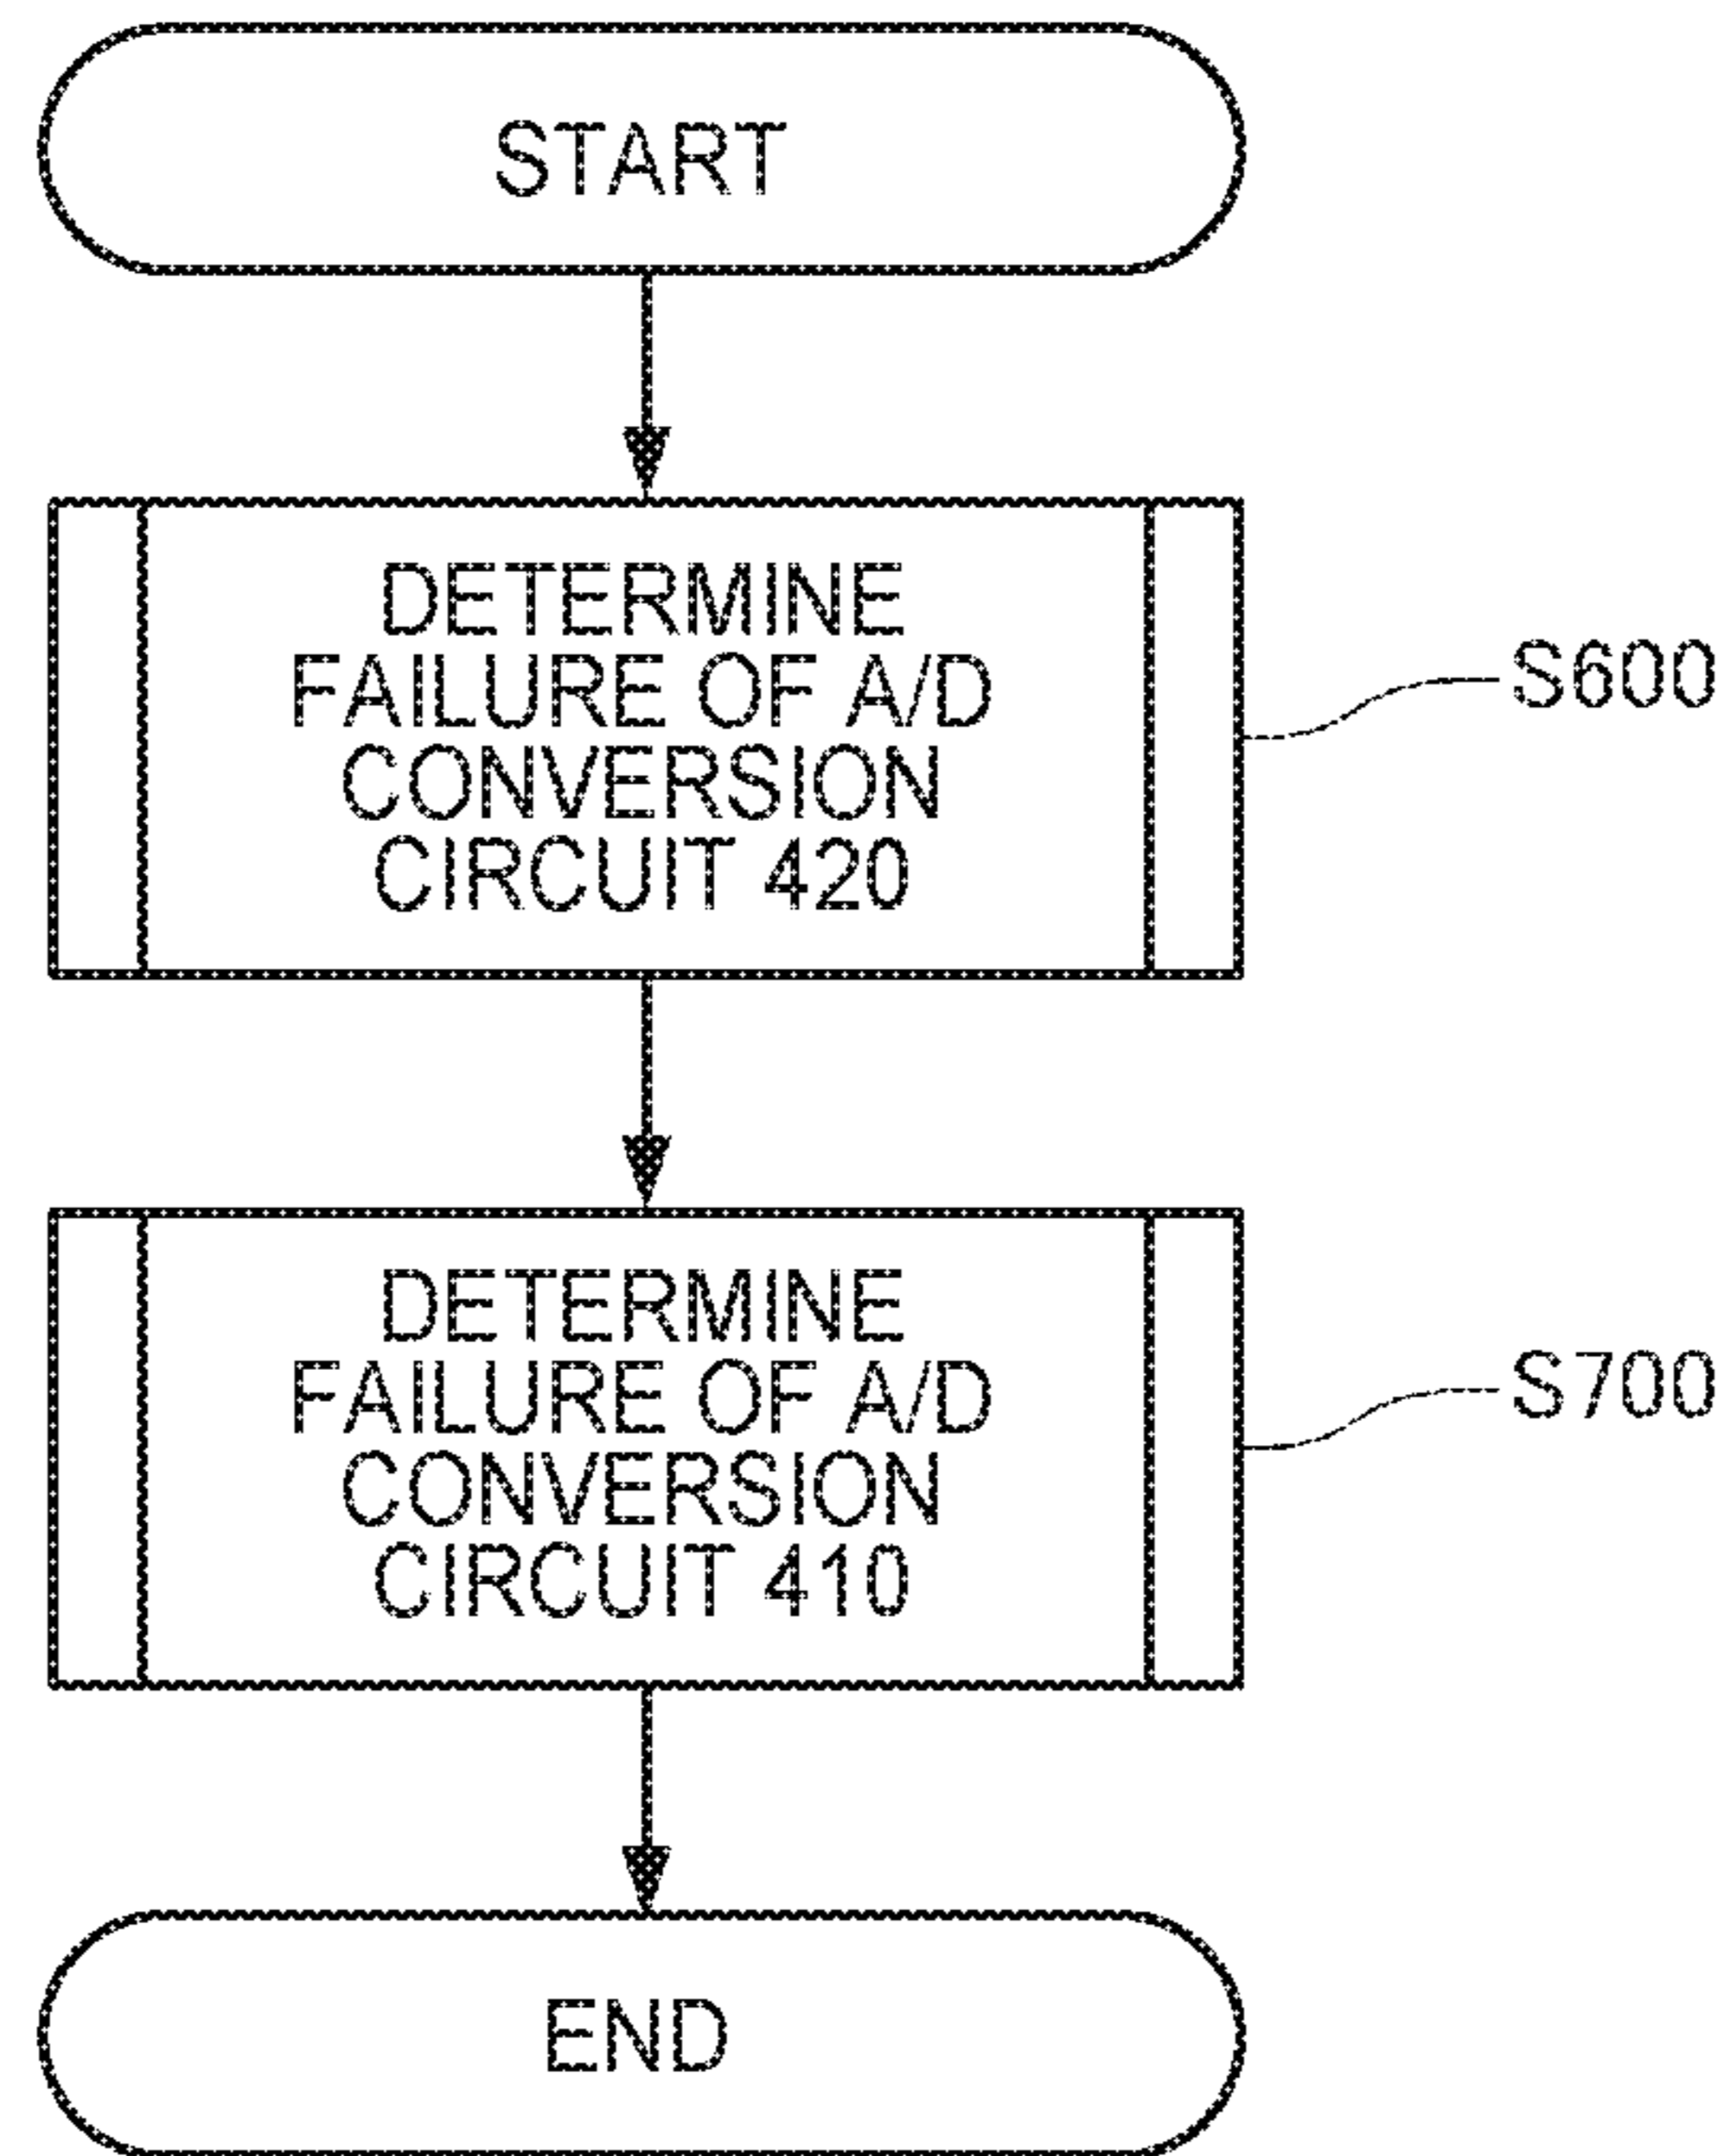 START
DETERMINE
FAILURE OF A/D
CONVERSION
CIRCUIT 420
S600
DETERMINE
FAILURE OF A/D
CONVERSION
CIRCUIT 410
S700
END